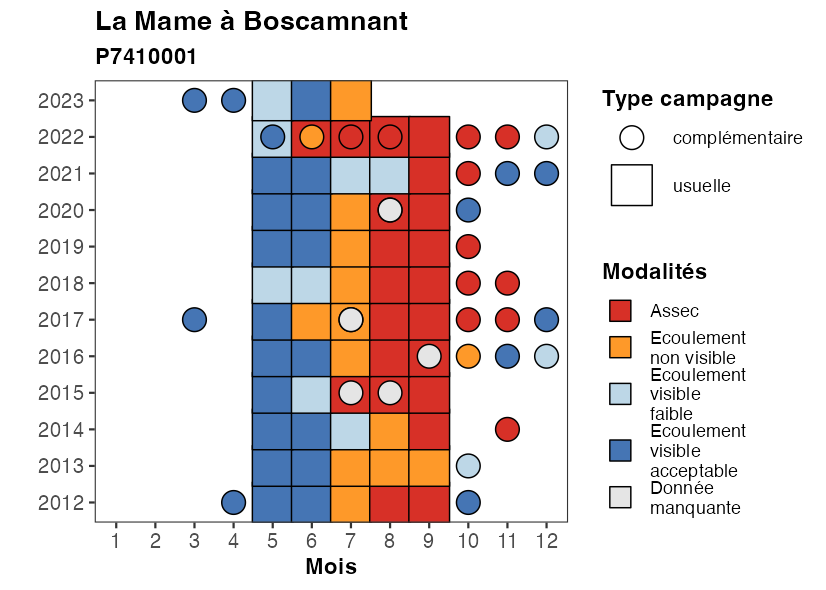 La Mame à Boscamnant
P7410001
2023
2022
2021
2020
2019
2018
2017
2016
2015
2014
2013
2012
1 2 3 4 5 6 7 8 9 10 11 12
Mois
Type campagne
complémentaire
usuelle
Modalités
Assec
Ecoulement
non visible
Ecoulement
visible
faible
Ecoulement
visible
acceptable
Donnée
manquante